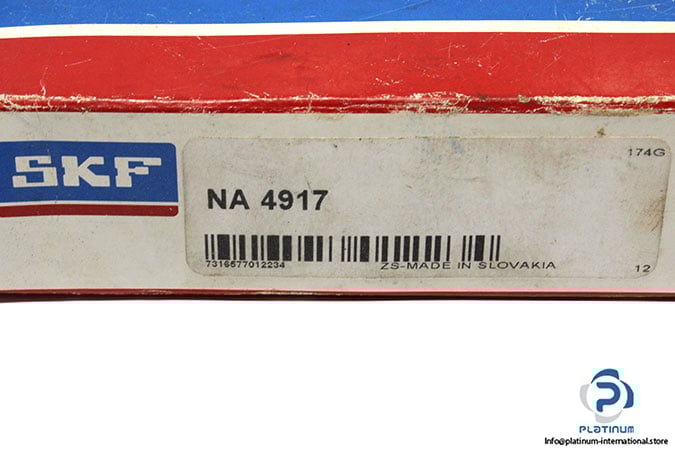 SKF
174G
NA 4917
7316577012234
ZS-MADE IN SLOVAKIA
12
PLATINUM
Info@platinum-international.store